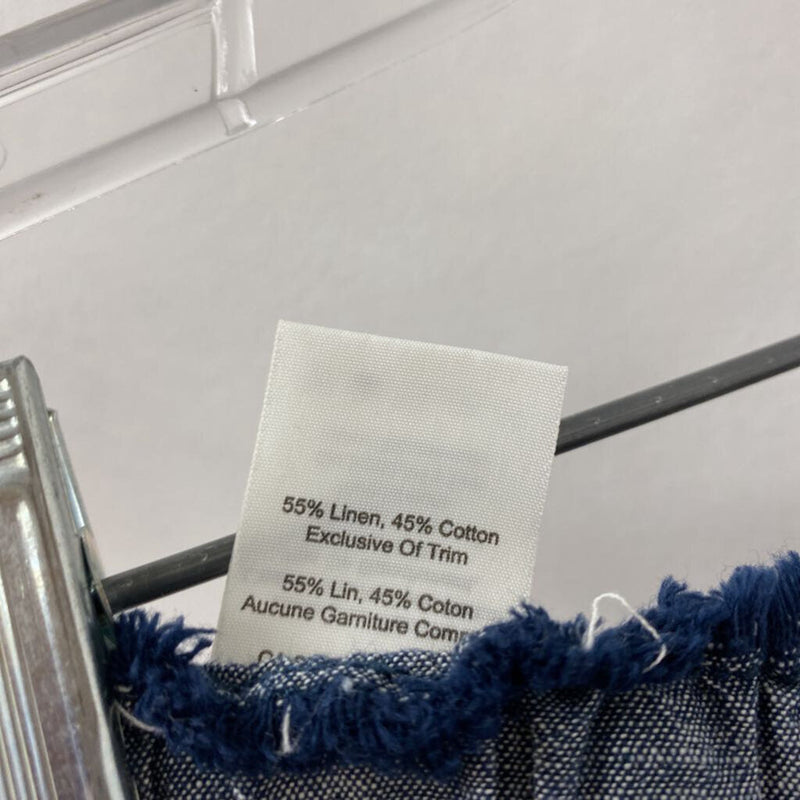 55% Linen, 45% Cotton
Exclusive Of Trim
55% Lin, 45% Coton
Aucune Garniture